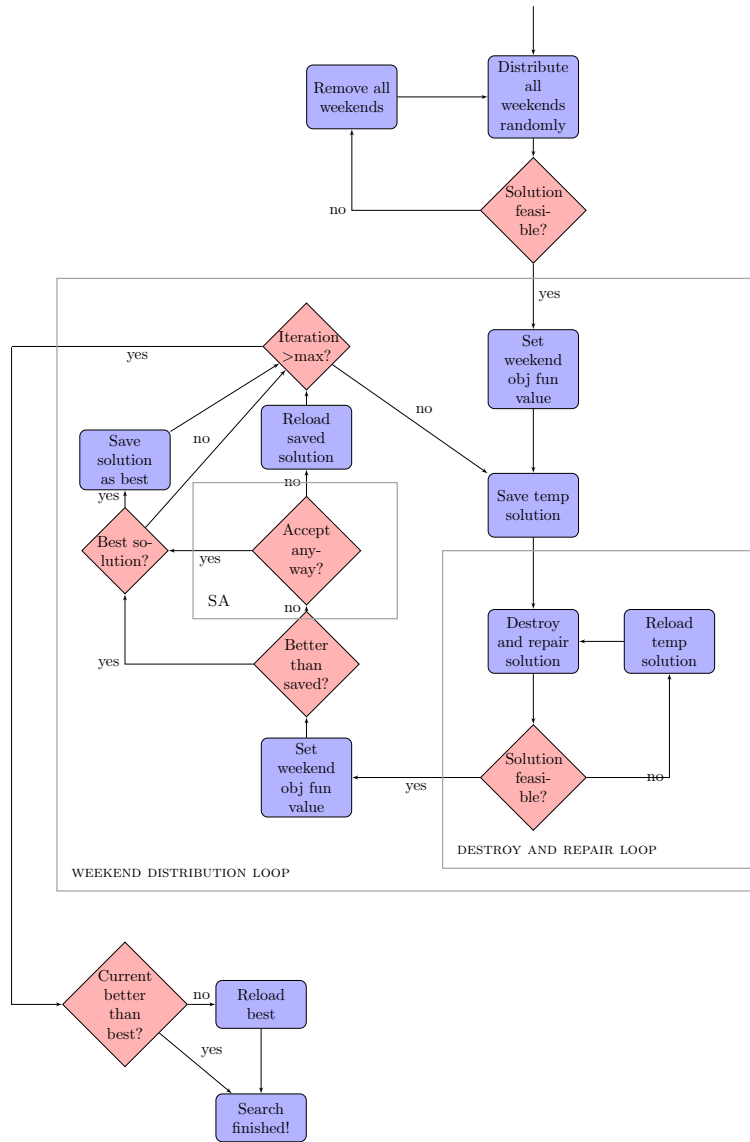 Distribute
all
weekends
randomly
Remove all
weekends
Solution
feasi-
ble?
no
yes
Iteration
>max?
yes
Set
weekend
obj fun
value
no
Reload
saved
solution
no
Save
solution
as best
no
yes
Save temp
solution
Best so-
lution?
yes
Accept
any-
way?
SA
no
Destroy
and repair
solution
Reload
temp
solution
Better
than
saved?
yes
Set
weekend
obj fun
value
yes
Solution
feasi-
ble?
no
DESTROY AND REPAIR LOOP
WEEKEND DISTRIBUTION LOOP
Current
better
than
best?
no
Reload
best
yes
Search
finished!